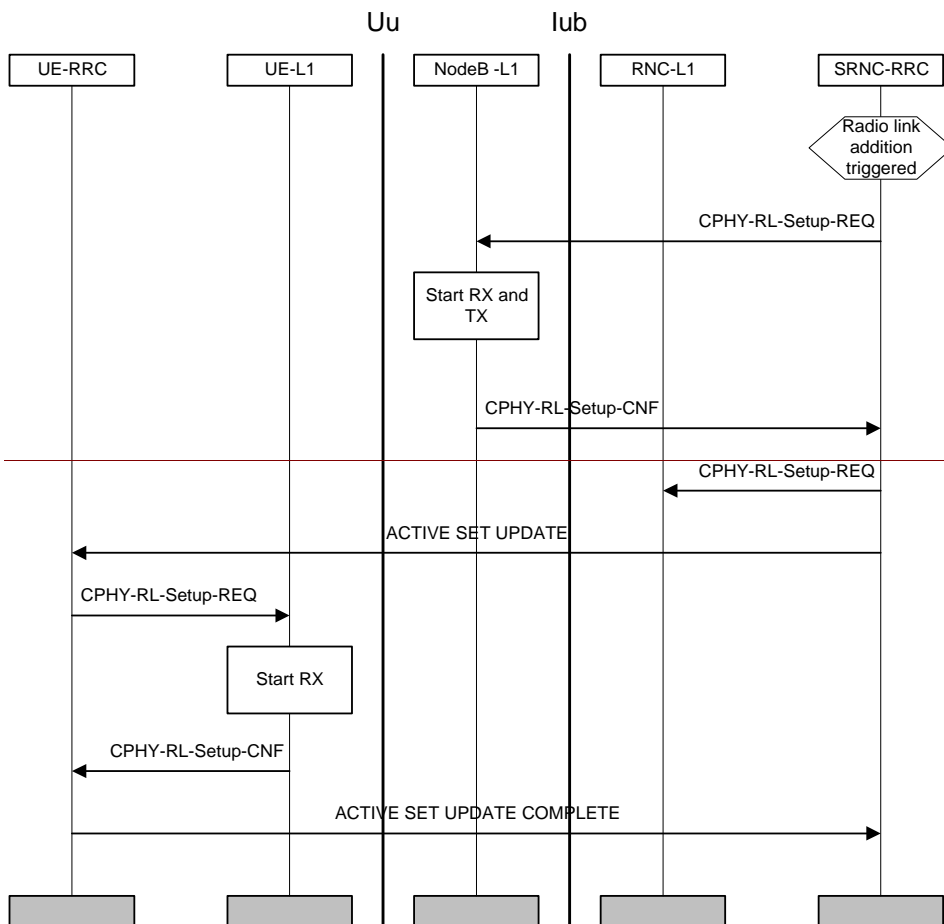 Uu
Iub
UE-RRC
UE-L1
NodeB -L1
RNC-L1
SRNC-RRC
Radio link
addition
triggered
CPHY-RL-Setup-REQ
Start RX and
TX
CPHY-RL-Setup-CNF
CPHY-RL-Setup-REQ
ACTIVE SET UPDATE
CPHY-RL-Setup-REQ
Start RX
CPHY-RL-Setup-CNF
ACTIVE SET UPDATE COMPLETE